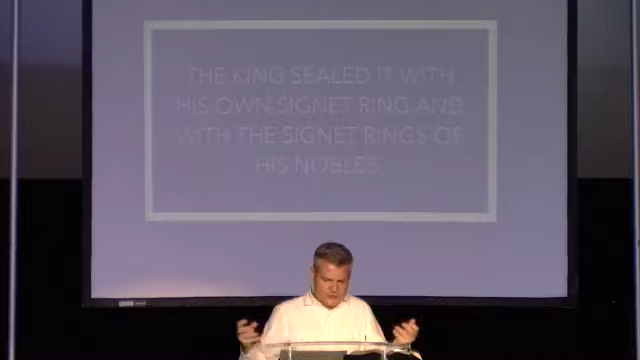 THE KING SEALED IT WITH
HIS OWN SIGNET RING AND
WITH THE SIGNET RINGS OF
HIS NOBLES,